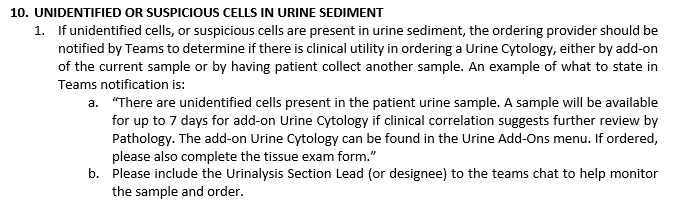 10. UNIDENTIFIED OR SUSPICIOUS CELLS IN URINE SEDIMENT
1. If unidentified cells, or suspicious cells are present in urine sediment, the ordering provider should be
notified by Teams to determine if there is clinical utility in ordering a Urine Cytology, either by add-on
of the current sample or by having patient collect another sample. An example of what to state in
Teams notification is:
a. “There are unidentified cells present in the patient urine sample. A sample will be available
for up to 7 days for add-on Urine Cytology if clinical correlation suggests further review by
Pathology. The add-on Urine Cytology can be found in the Urine Add-Ons menu. If ordered,
please also complete the tissue exam form.”
b. Please include the Urinalysis Section Lead (or designee) to the teams chat to help monitor
the sample and order.